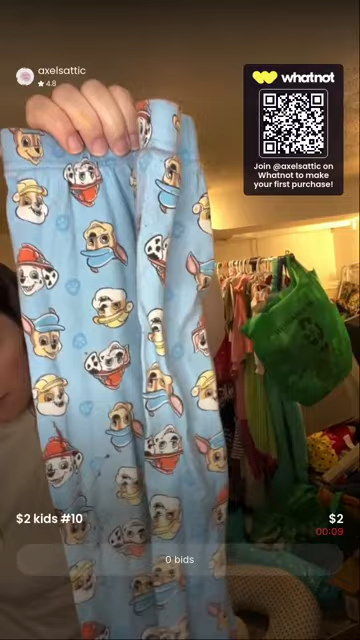 axelsattic
★ 4.8
whatnot
Join @axelsattic on
Whatnot to make
your first purchase!
$2 kids #10
$2
00:09
0 bids